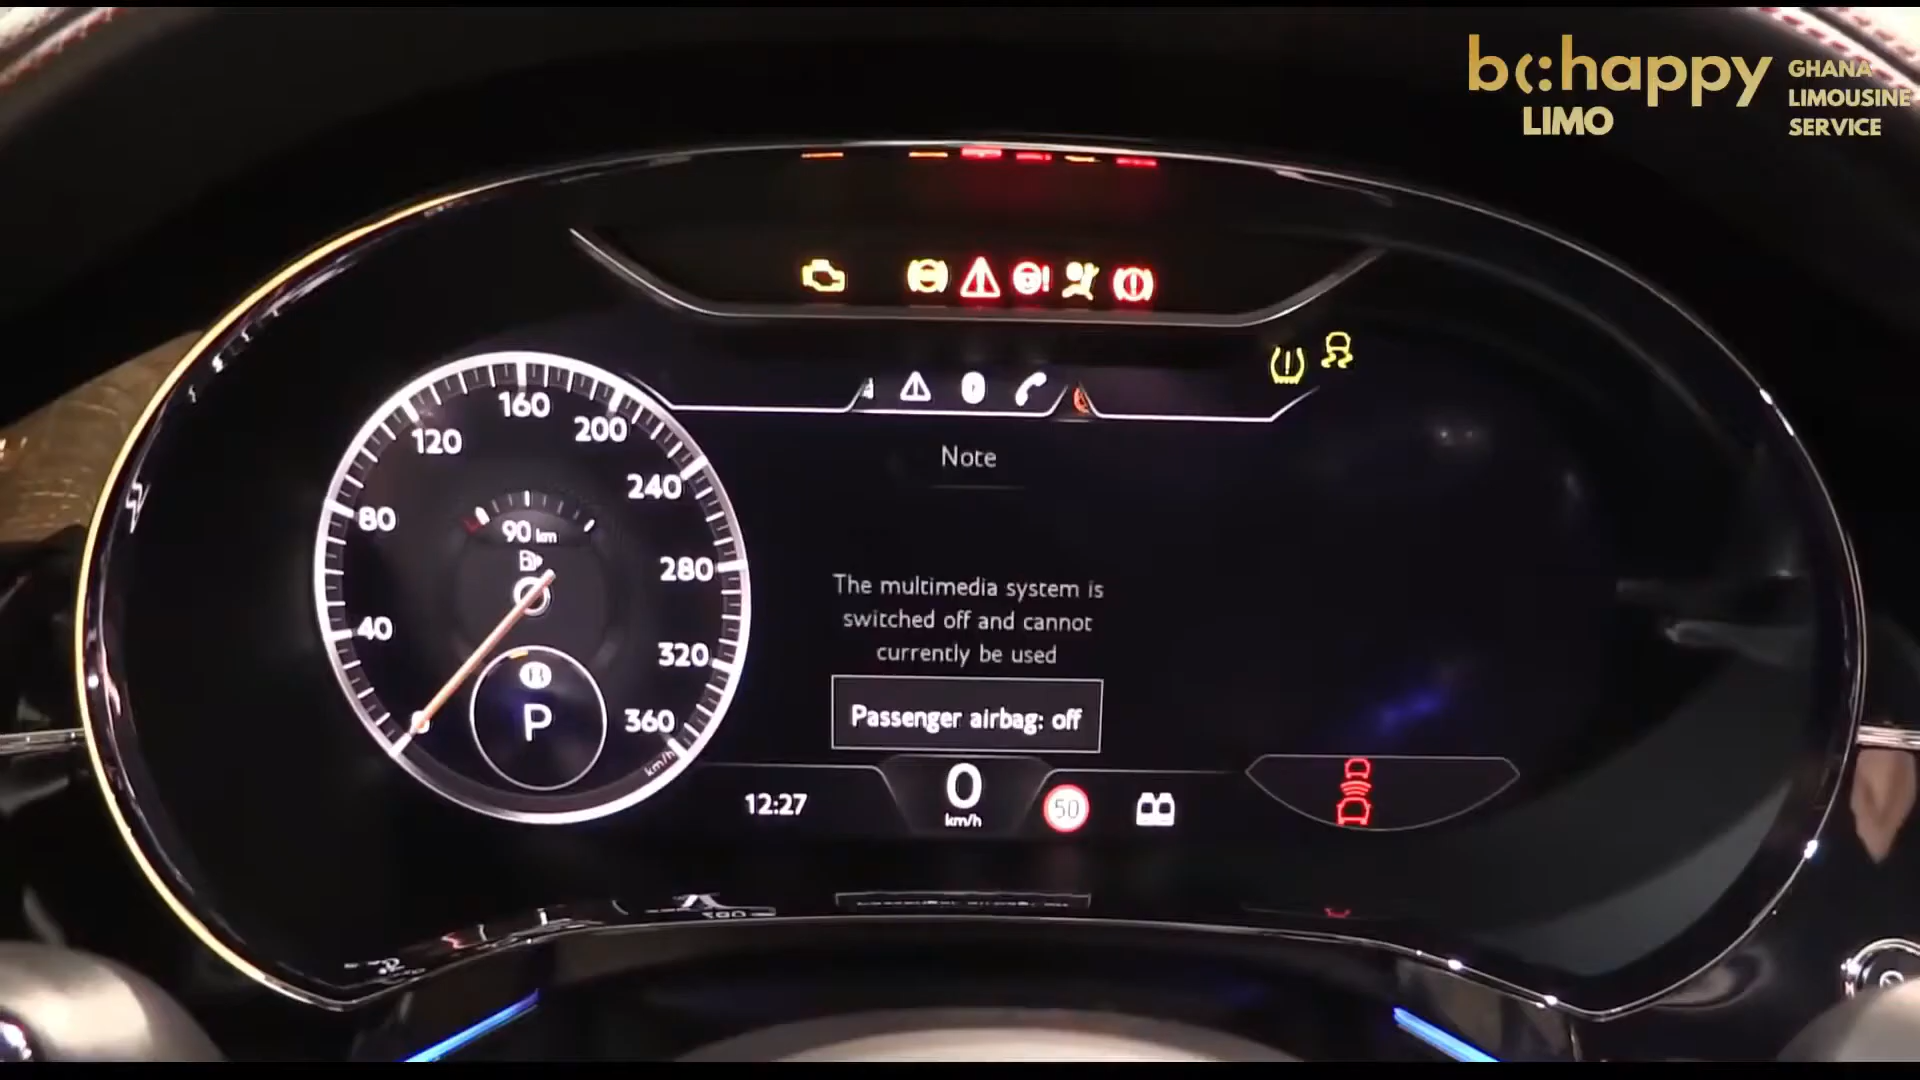 bc:happy
LIMO
GHANA
LIMOUSINE
SERVICE
160
120
200
240
80
90 km
280
40
320
P
360
km/h
Note
The multimedia system is
switched off and cannot
currently be used
Passenger airbag: off
12:27
0
km/h
50